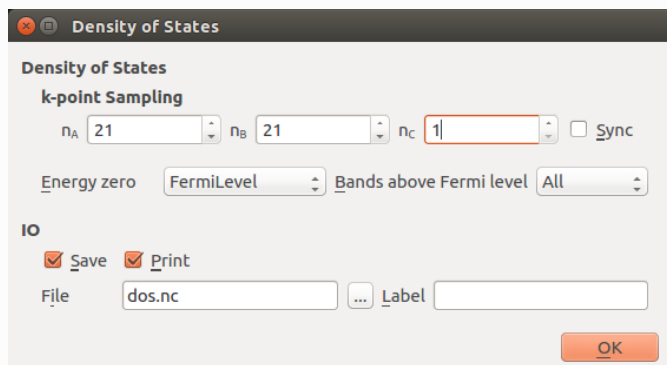 Density of States
Density of States
k-point Sampling
nA 21 nB 21 nC 1 Sync
Energy zero FermiLevel Bands above Fermi level All
IO
Save Print
File dos.nc ... Label
OK